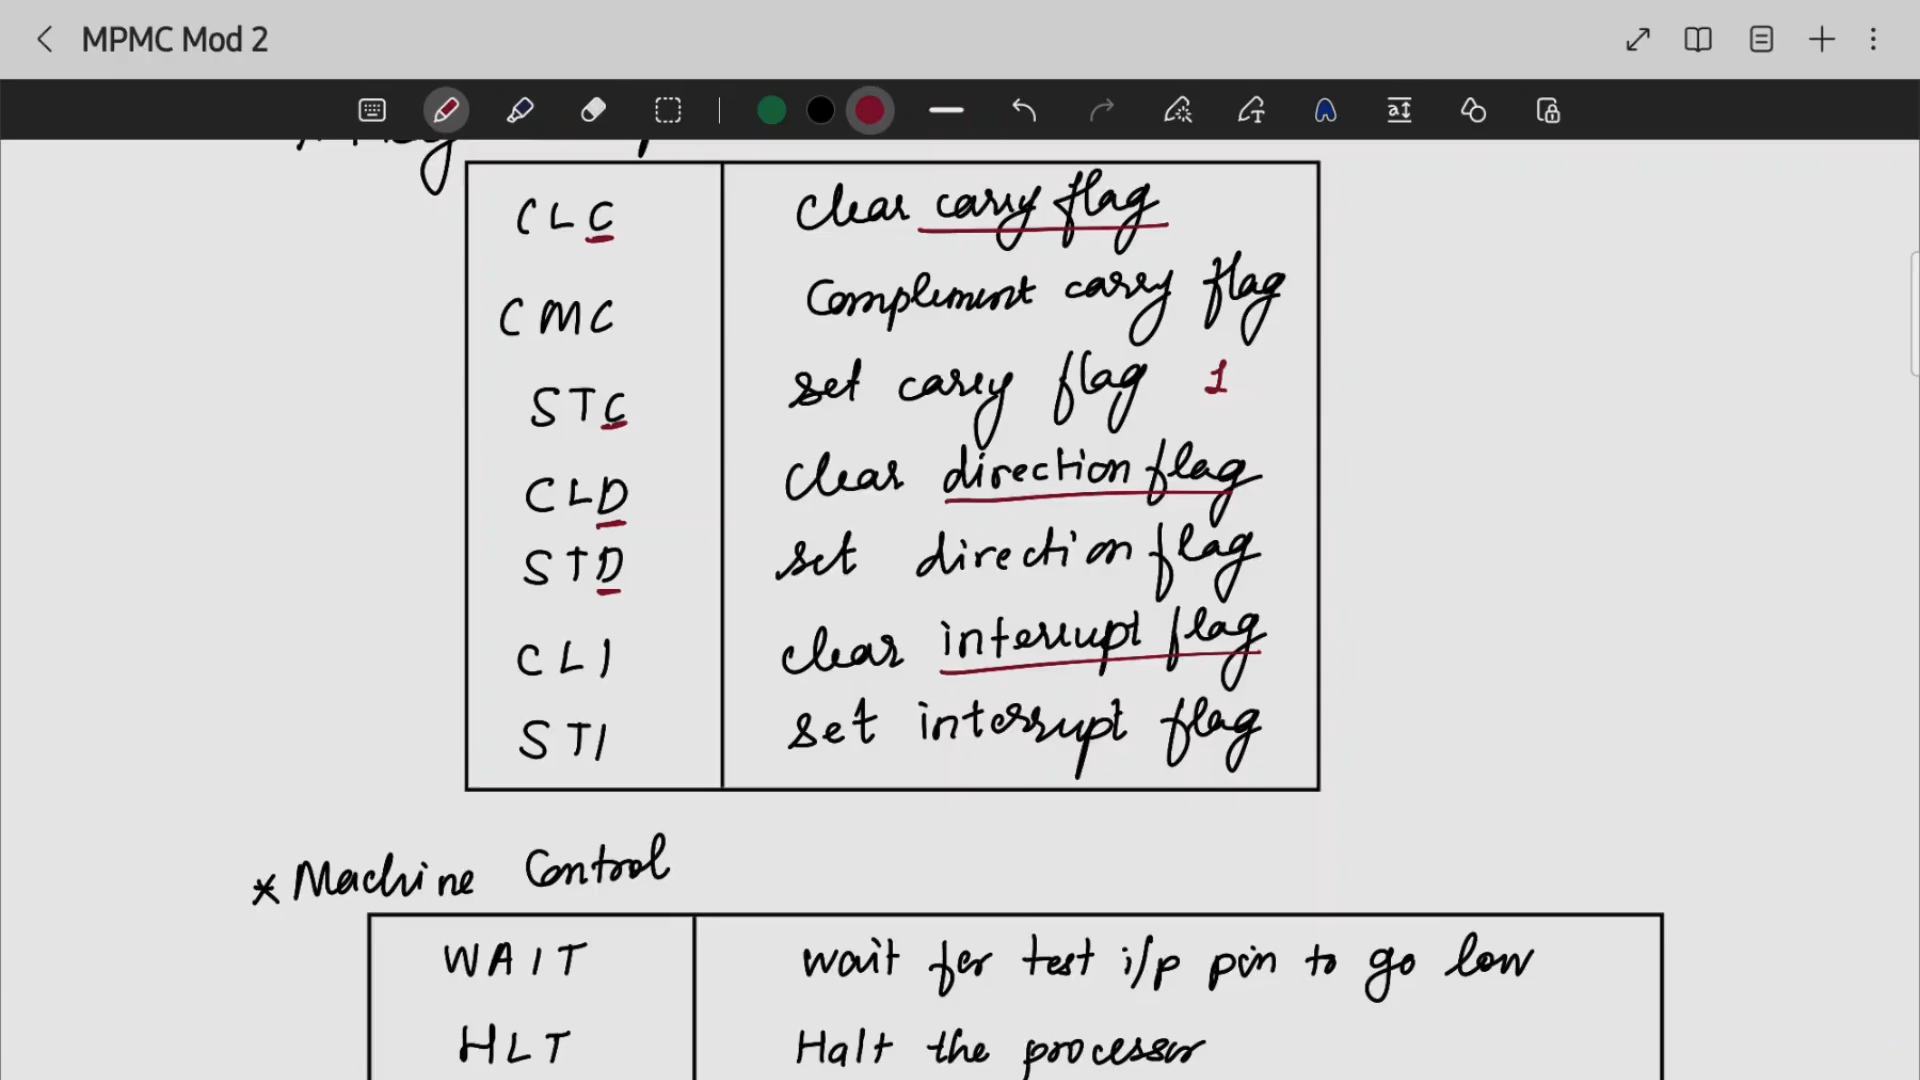 MPMC Mod 2
CLC clear carry flag
CMC Complement carry flag
STC set carry flag 1
CLD clear direction flag
STD set direction flag
CLI clear interrupt flag
STI set interrupt flag
* Machine Control
WAIT wait for test i/p pin to go low
HLT Halt the processor